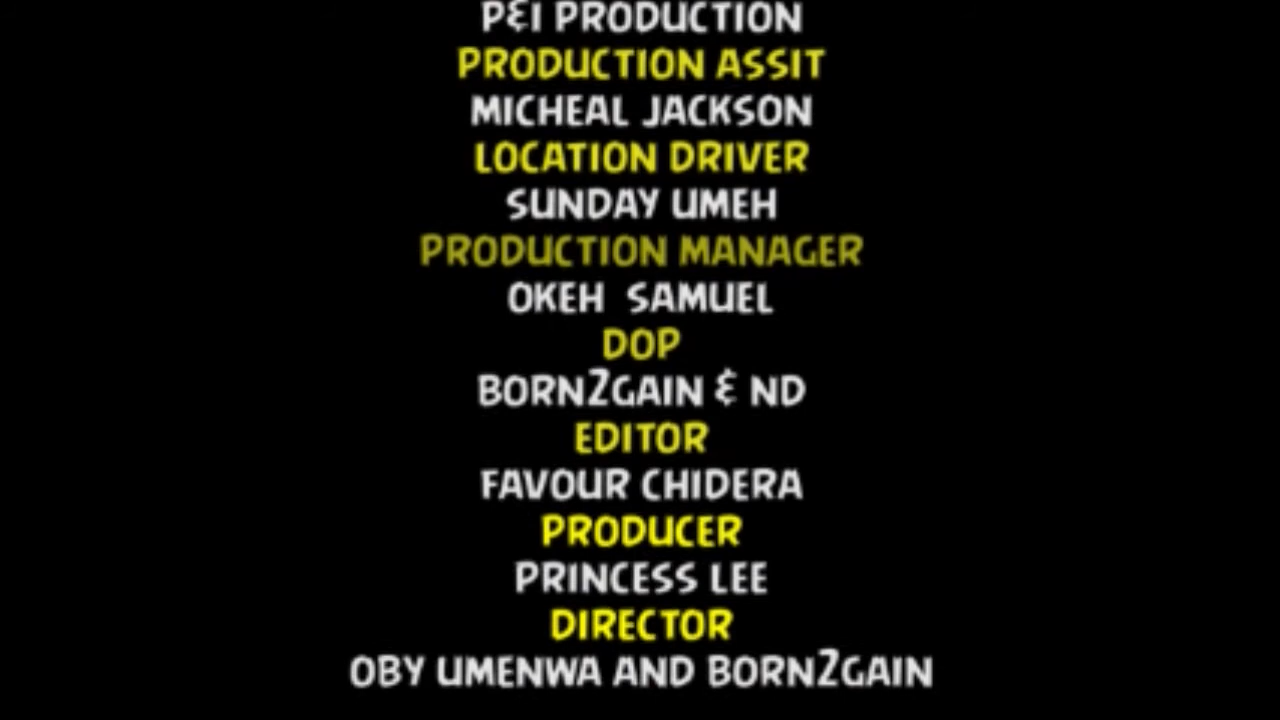 P&I PRODUCTION
PRODUCTION ASSIT
MICHEAL JACKSON
LOCATION DRIVER
SUNDAY UMEH
PRODUCTION MANAGER
OKEH SAMUEL
DOP
BORN2GAIN & ND
EDITOR
FAVOUR CHIDERA
PRODUCER
PRINCESS LEE
DIRECTOR
OBY UMENWA AND BORN2GAIN